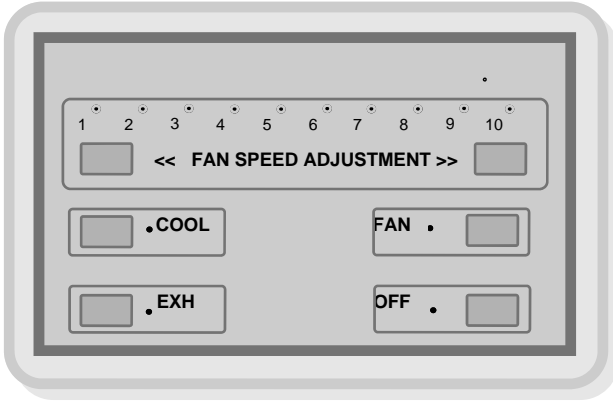 1 2 3 4 5 6 7 8 9 10
<< FAN SPEED ADJUSTMENT >>
COOL FAN
EXH OFF